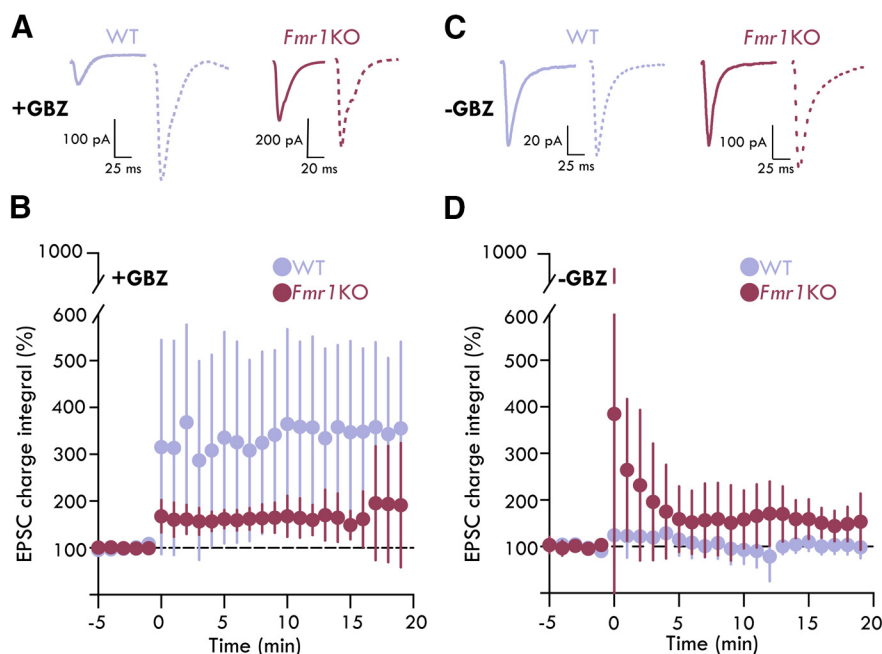 A
WT
Fmr1KO
+GBZ
100 pA
25 ms
200 pA
20 ms
C
WT
Fmr1KO
-GBZ
20 pA
25 ms
100 pA
25 ms
B
1000
+GBZ
WT
Fmr1KO
600
500
400
300
200
100
EPSC charge integral (%)
-5
0
5
10
15
20
Time (min)
D
1000
-GBZ
WT
Fmr1KO
600
500
400
300
200
100
EPSC charge integral (%)
-5
0
5
10
15
20
Time (min)